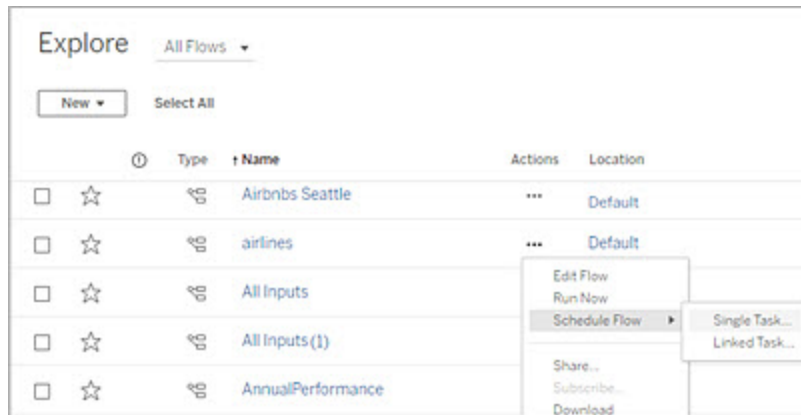 Explore All Flows
New Select All
Type ↑ Name Actions Location
Airbnbs Seattle ... Default
airlines ... Default
Edit Flow
All Inputs
Run Now
Schedule Flow Single Task...
All Inputs (1) Linked Task...
Share...
AnnualPerformance Subscribe...
Download